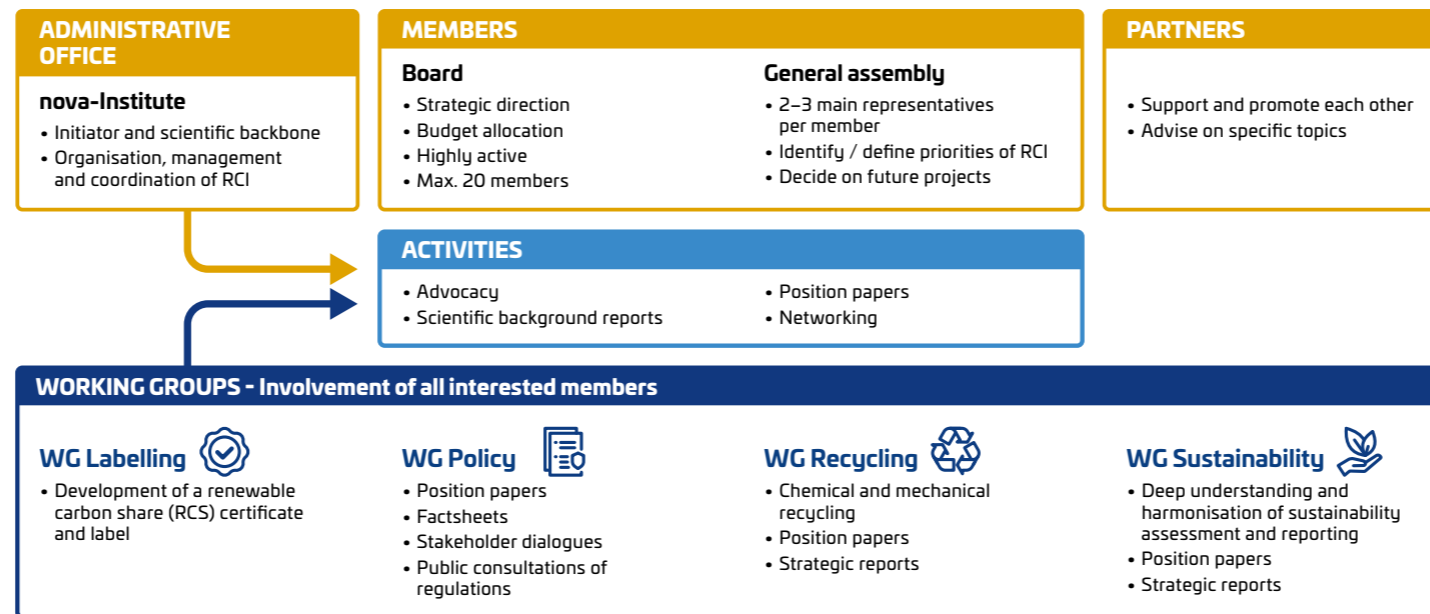 ADMINISTRATIVE
OFFICE
nova-Institute
• Initiator and scientific backbone
• Organisation, management
and coordination of RCI
MEMBERS
Board
• Strategic direction
• Budget allocation
• Highly active
• Max. 20 members
General assembly
• 2–3 main representatives
per member
• Identify / define priorities of RCI
• Decide on future projects
PARTNERS
• Support and promote each other
• Advise on specific topics
ACTIVITIES
• Advocacy
• Scientific background reports
• Position papers
• Networking
WORKING GROUPS – Involvement of all interested members
WG Labelling
• Development of a renewable
carbon share (RCS) certificate
and label
WG Policy
• Position papers
• Factsheets
• Stakeholder dialogues
• Public consultations of
regulations
WG Recycling
• Chemical and mechanical
recycling
• Position papers
• Strategic reports
WG Sustainability
• Deep understanding and
harmonisation of sustainability
assessment and reporting
• Position papers
• Strategic reports